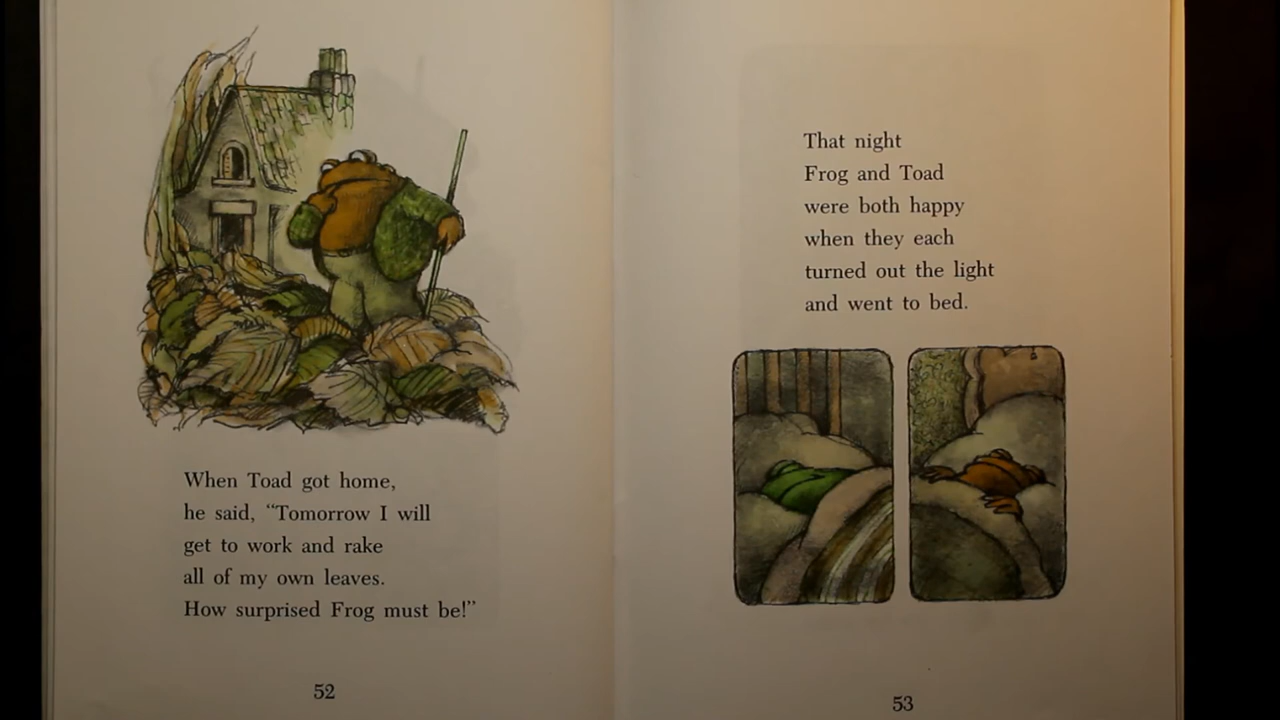 When Toad got home,
he said, “Tomorrow I will
get to work and rake
all of my own leaves.
How surprised Frog must be!”
52
That night
Frog and Toad
were both happy
when they each
turned out the light
and went to bed.
53